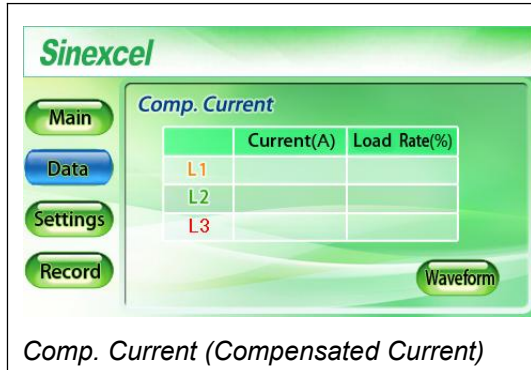 Sinexcel
Main
Data
Settings
Record
Comp. Current
Current(A) Load Rate(%)
L1
L2
L3
Waveform
Comp. Current (Compensated Current)